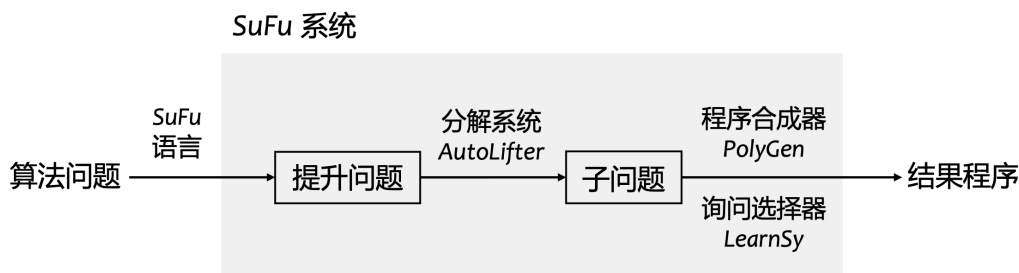 SuFu 系统
SuFu
语言
算法问题
提升问题
分解系统
AutoLifter
子问题
程序合成器
PolyGen
询问选择器
LearnSy
结果程序